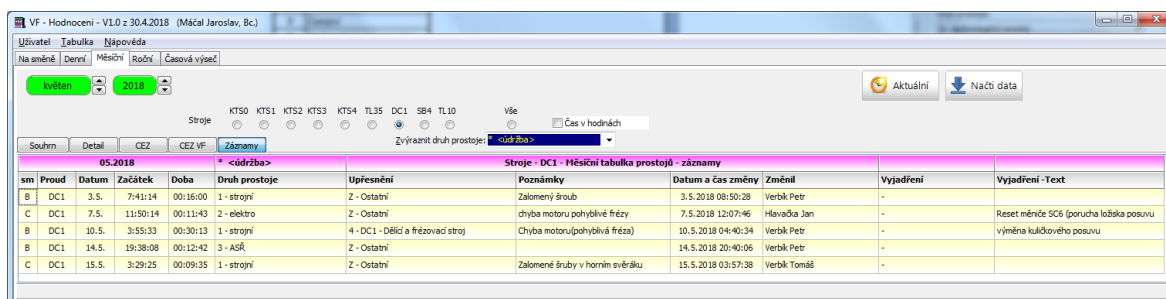 VF - Hodnocení - V1.0 z 30.4.2018 (Máčal Jaroslav, Bc.)
Uživatel Tabulka Nápověda
Na směně Denní Měsíční Roční Časová výseč
květen 2018 Aktuální Načti data
Stroje KTS0 KTS1 KTS2 KTS3 KTS4 TL35 DC1 SB4 TL10 Vše
Čas v hodinách
Souhrn Detail CEZ CEZ VF Záznamy Zvýraznit druh prostoje: * <údržba>
05.2018 * <údržba> Stroje - DC1 - Měsíční tabulka prostojů - záznamy
sm Proud Datum Začátek Doba Druh prostoje Upřesnění Poznámky Datum a čas změny Změnil Vyjadření Vyjadření -Text
B DC1 3.5. 7:41:14 00:16:00 1 - strojní Z - Ostatní Zalomený šroub 3.5.2018 08:50:28 Verbík Petr -
C DC1 7.5. 11:50:14 00:11:43 2 - elektro Z - Ostatní chyba motoru pohyblivé frézy 7.5.2018 12:07:46 Hlavačka Jan - Reset měniče SC6 (porucha ložiska posuvu
B DC1 10.5. 3:55:33 00:30:13 1 - strojní 4 - DC1 - Dělící a frézovací stroj Chyba motoru(pohyblivá fréza) 10.5.2018 04:40:34 Verbík Petr - výměna kuličkového posuvu
B DC1 14.5. 19:38:08 00:12:42 3 - ASŘ Z - Ostatní 14.5.2018 20:40:06 Verbík Petr -
C DC1 15.5. 3:29:25 00:09:35 1 - strojní Z - Ostatní Zalomené šruby v horním svěráku 15.5.2018 03:57:38 Verbík Tomáš -